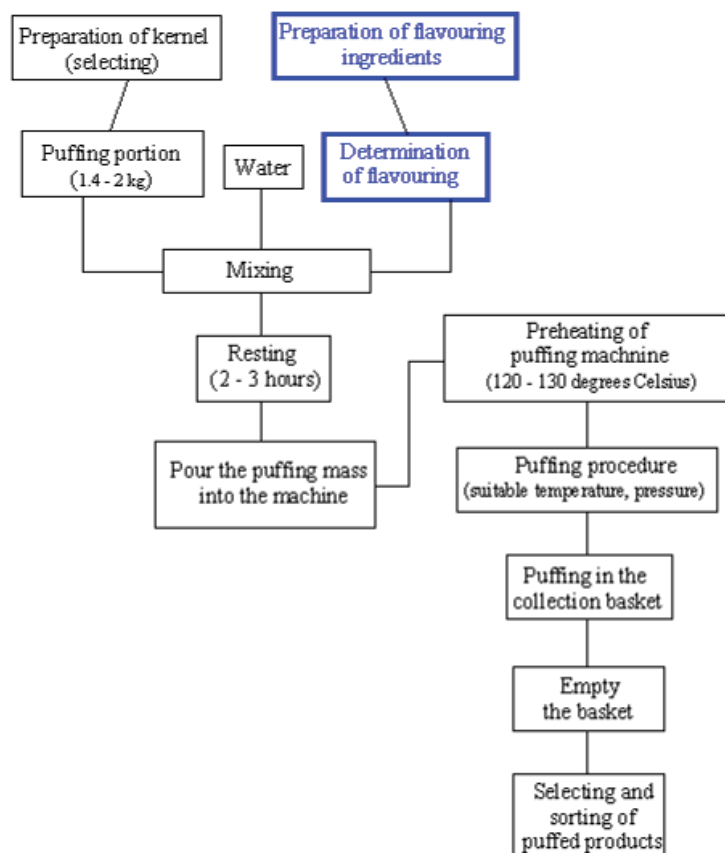 Preparation of kernel
(selecting)
Preparation of flavouring
ingredients
Puffing portion
(1.4 - 2 kg)
Water
Determination
of flavouring
Mixing
Resting
(2 - 3 hours)
Preheating of
puffing machnine
(120 - 130 degrees Celsius)
Pour the puffing mass
into the machine
Puffing procedure
(suitable temperature, pressure)
Puffing in the
collection basket
Empty
the basket
Selecting and
sorting of
puffed products